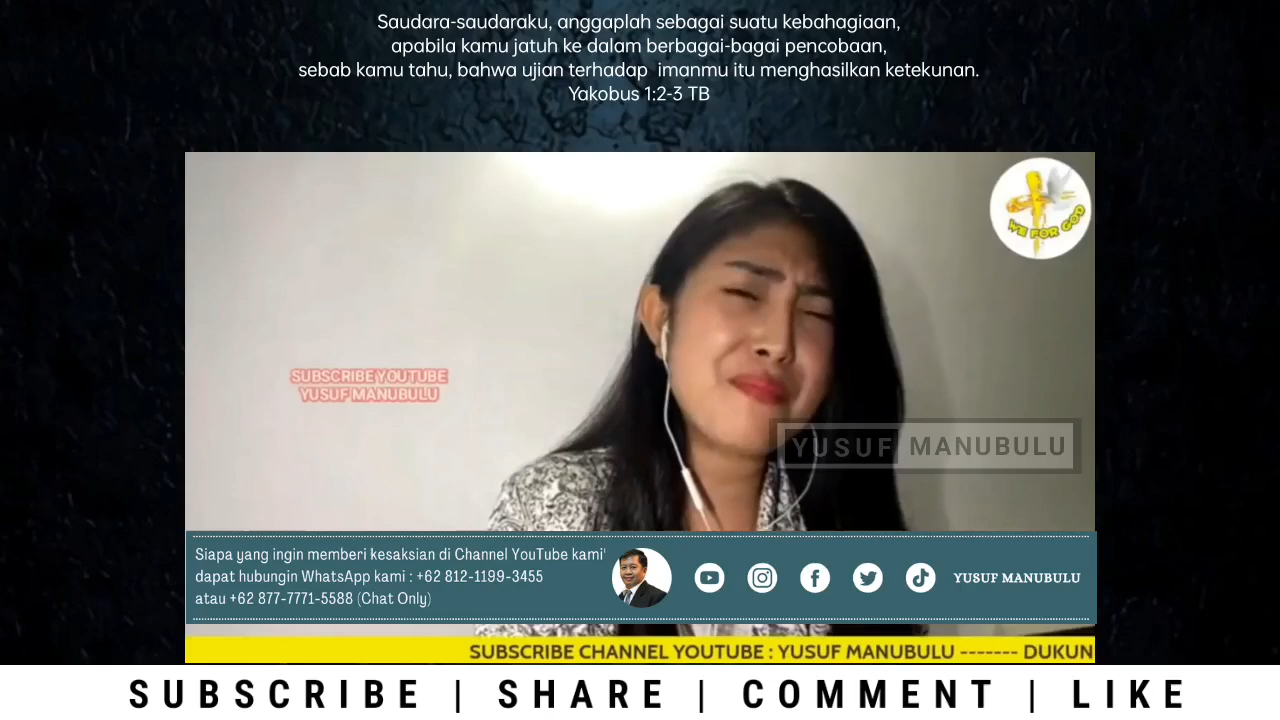 Saudara-saudaraku, anggaplah sebagai suatu kebahagiaan,
apabila kamu jatuh ke dalam berbagai-bagai pencobaan,
sebab kamu tahu, bahwa ujian terhadap imanmu itu menghasilkan ketekunan.
Yakobus 1:2-3 TB
WE FOR GOD
SUBSCRIBE YOUTUBE
YUSUF MANUBULU
YUSUF MANUBULU
Siapa yang ingin memberi kesaksian di Channel YouTube kami'
dapat hubungin WhatsApp kami : +62 812-1199-3455
atau +62 877-7771-5588 (Chat Only)
YUSUF MANUBULU
SUBSCRIBE CHANNEL YOUTUBE : YUSUF MANUBULU ------- DUKUN
SUBSCRIBE | SHARE | COMMENT | LIKE